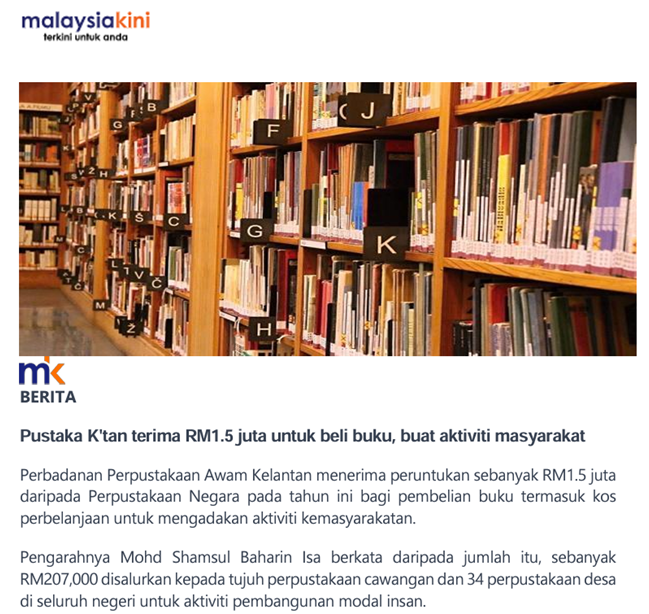 malaysiakini
terkini untuk anda
B
J
F
H
K
Š
C
G
K
L
V
Č
M
H
Ž
mk
BERITA
Pustaka K'tan terima RM1.5 juta untuk beli buku, buat aktiviti masyarakat
Perbadanan Perpustakaan Awam Kelantan menerima peruntukan sebanyak RM1.5 juta
daripada Perpustakaan Negara pada tahun ini bagi pembelian buku termasuk kos
perbelanjaan untuk mengadakan aktiviti kemasyarakatan.
Pengarahnya Mohd Shamsul Baharin Isa berkata daripada jumlah itu, sebanyak
RM207,000 disalurkan kepada tujuh perpustakaan cawangan dan 34 perpustakaan desa
di seluruh negeri untuk aktiviti pembangunan modal insan.